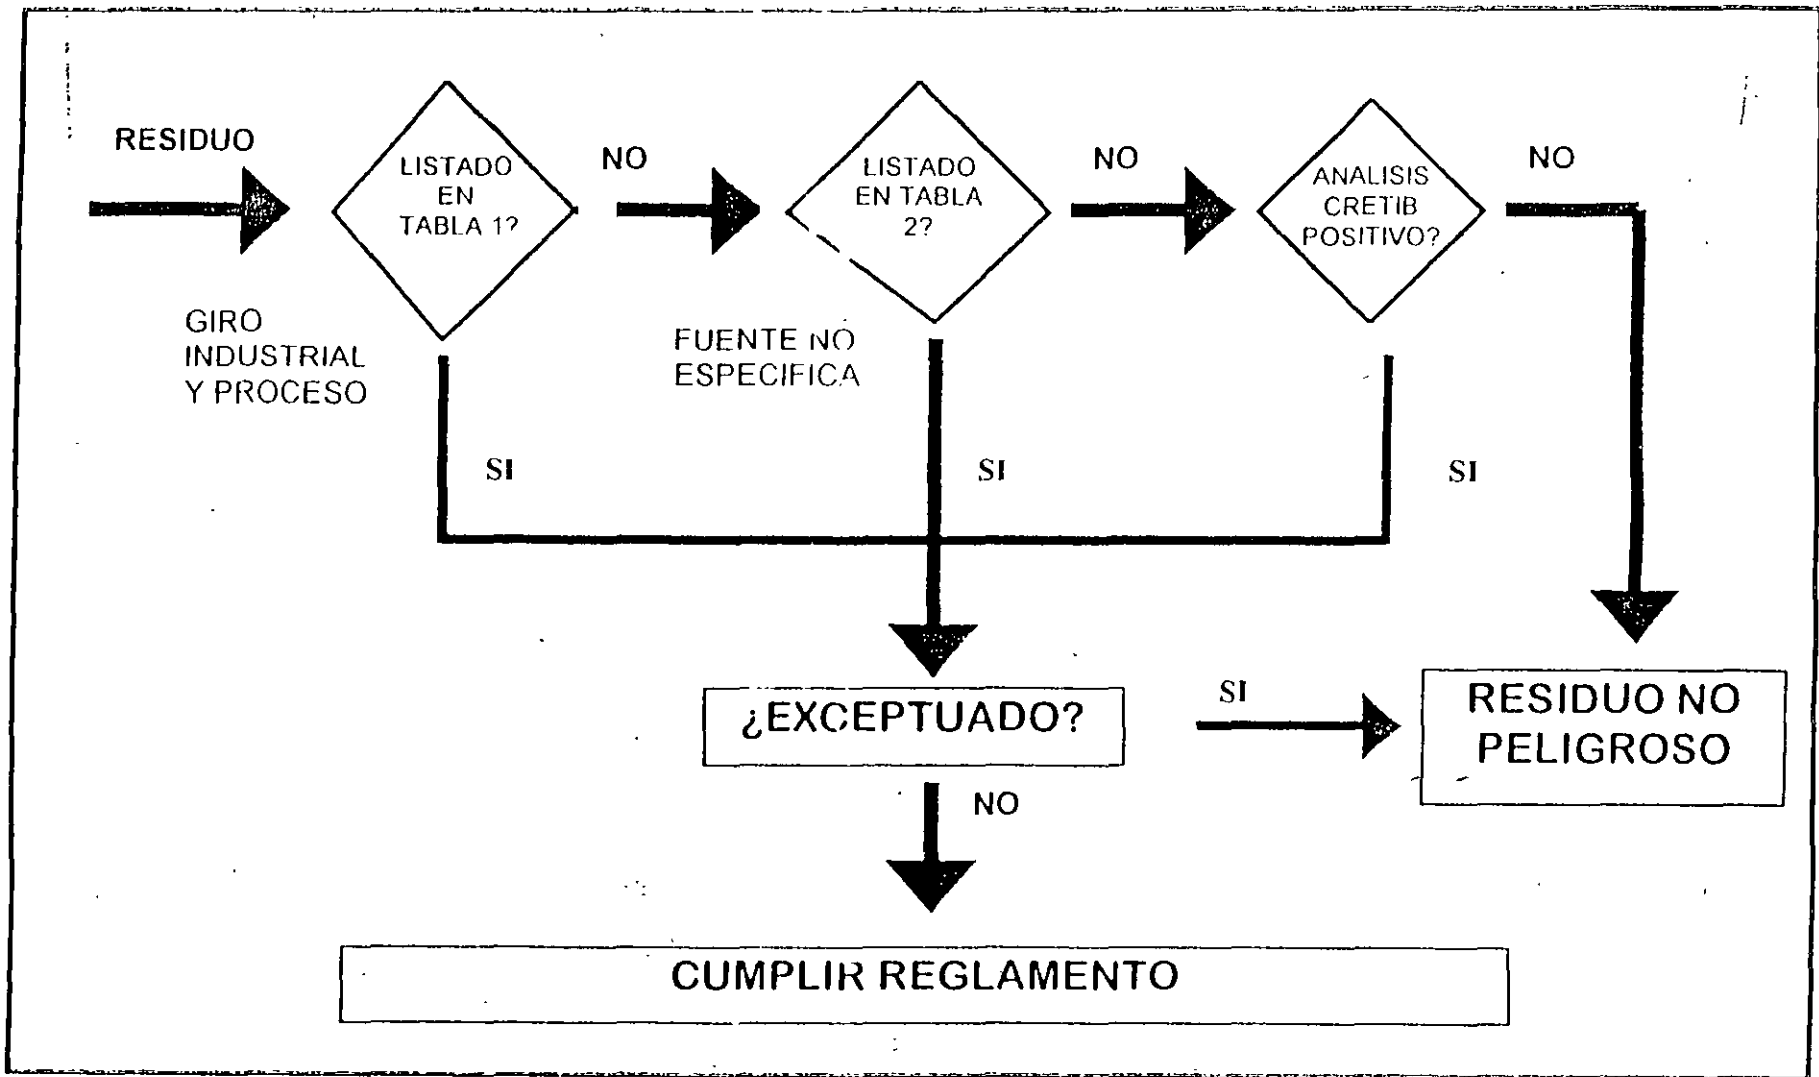 RESIDUO
LISTADO
EN
TABLA 1?
NO
LISTADO
EN TABLA
2?
NO
ANALISIS
CRETIB
POSITIVO?
NO
GIRO
INDUSTRIAL
Y PROCESO
FUENTE NO
ESPECIFICA
SI
SI
SI
¿EXCEPTUADO?
SI
RESIDUO NO
PELIGROSO
NO
CUMPLIR REGLAMENTO